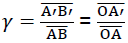 γ = A'B' / AB = OA' / OA